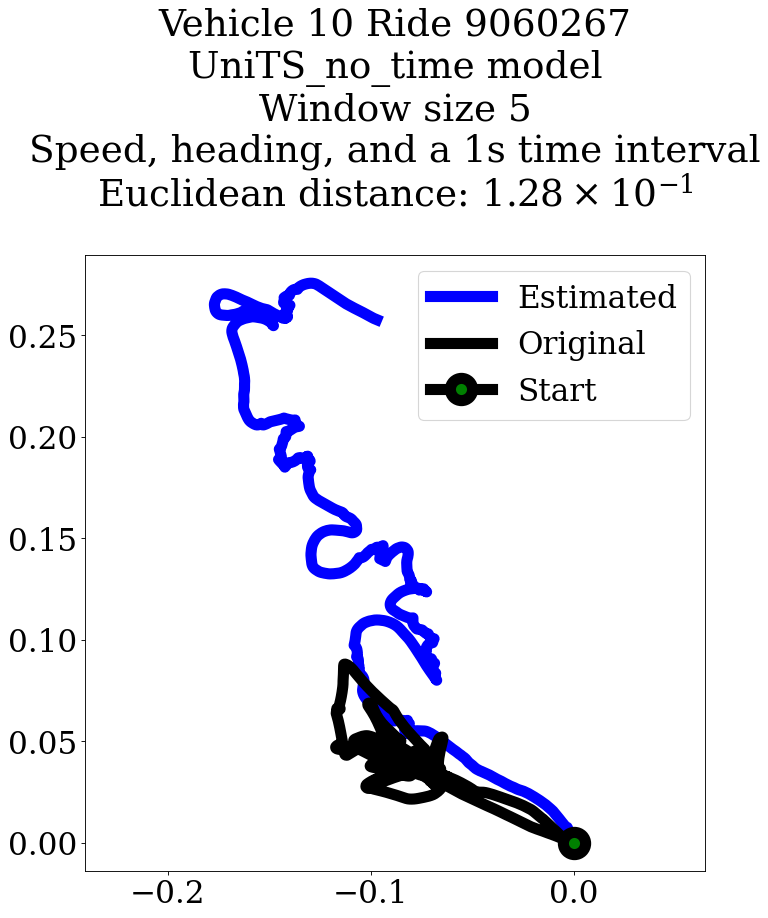 Vehicle 10 Ride 9060267
UniTS_no_time model
Window size 5
Speed, heading, and a 1s time interval
Euclidean distance: 1.28 × 10⁻¹
Estimated
Original
Start
0.25
0.20
0.15
0.10
0.05
0.00
−0.2 −0.1 0.0